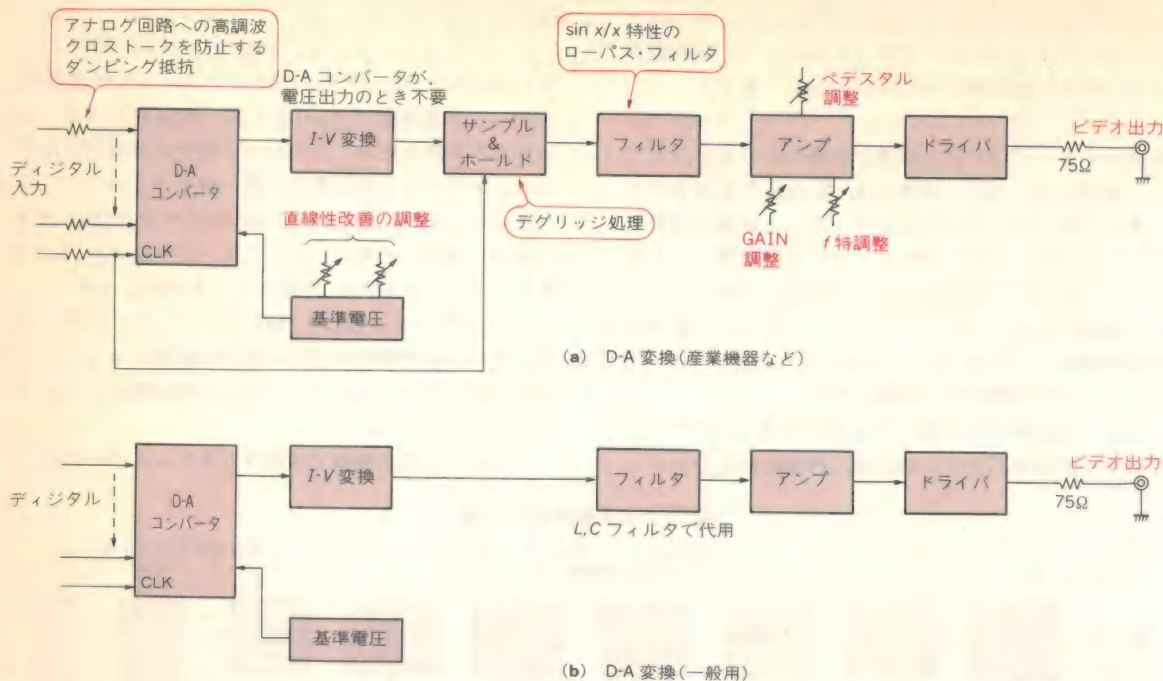 アナログ回路への高調波
クロストークを防止する
ダンピング抵抗
D-A コンバータが、
電圧出力のとき不要
sin x/x 特性の
ローパス・フィルタ
ペデスタル
調整
ビデオ出力
ディジタル
入力
D-A
コンバータ
CLK
I-V 変換
サンプル
&
ホールド
フィルタ
アンプ
ドライバ
75Ω
直線性改善の調整
デグリッジ処理
GAIN
調整
f 特調整
基準電圧
(a) D-A 変換(産業機器など)
ディジタル
D-A
コンバータ
CLK
I-V 変換
フィルタ
L,C フィルタで代用
アンプ
ドライバ
ビデオ出力
75Ω
基準電圧
(b) D-A 変換(一般用)